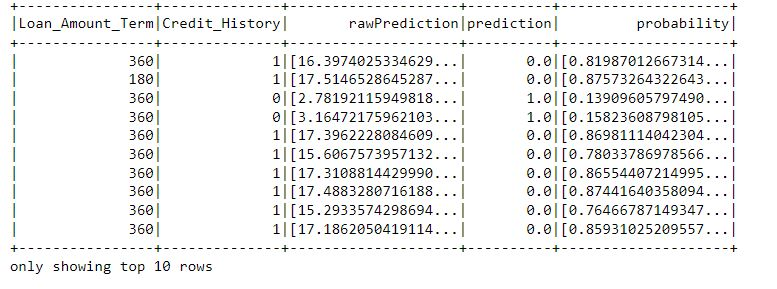 +----------------+--------------+--------------------+----------+--------------------+
|Loan_Amount_Term|Credit_History|       rawPrediction|prediction|         probability|
+----------------+--------------+--------------------+----------+--------------------+
|             360|             1|[16.3974025334629...|       0.0|[0.81987012667314...|
|             180|             1|[17.5146528645287...|       0.0|[0.87573264322643...|
|             360|             0|[2.78192115949818...|       1.0|[0.13909605797490...|
|             360|             0|[3.16472175962103...|       1.0|[0.15823608798105...|
|             360|             1|[17.3962228084609...|       0.0|[0.86981114042304...|
|             360|             1|[15.6067573957132...|       0.0|[0.78033786978566...|
|             360|             1|[17.3108814429990...|       0.0|[0.86554407214995...|
|             360|             1|[17.4883280716188...|       0.0|[0.87441640358094...|
|             360|             1|[15.2933574298694...|       0.0|[0.76466787149347...|
|             360|             1|[17.1862050419114...|       0.0|[0.85931025209557...|
+----------------+--------------+--------------------+----------+--------------------+
only showing top 10 rows